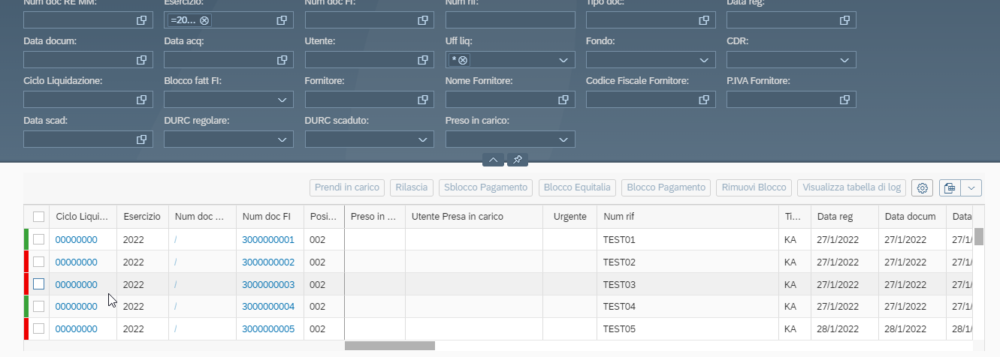 Num doc RE MM: Esercizio: Num doc FI: Num rif: Tipo doc: Data reg:
=20...
Data docum: Data acq: Utente: Uff liq: Fondo: CDR:
*
Ciclo Liquidazione: Blocco fatt FI: Fornitore: Nome Fornitore: Codice Fiscale Fornitore: P.IVA Fornitore:
Data scad: DURC regolare: DURC scaduto: Preso in carico:
Prendi in carico Rilascia Sblocco Pagamento Blocco Equitalia Blocco Pagamento Rimuovi Blocco Visualizza tabella di log
Ciclo Liqui... Esercizio Num doc ... Num doc FI Posi... Preso in ... Utente Presa in carico Urgente Num rif Ti... Data reg Data docum Data
00000000 2022 / 3000000001 002 TEST01 KA 27/1/2022 27/1/2022 27/1/
00000000 2022 / 3000000002 002 TEST02 KA 27/1/2022 27/1/2022 27/1/
00000000 2022 / 3000000003 002 TEST03 KA 27/1/2022 27/1/2022 27/1/
00000000 2022 / 3000000004 002 TEST04 KA 27/1/2022 27/1/2022 27/1/
00000000 2022 / 3000000005 002 TEST05 KA 28/1/2022 28/1/2022 28/1/